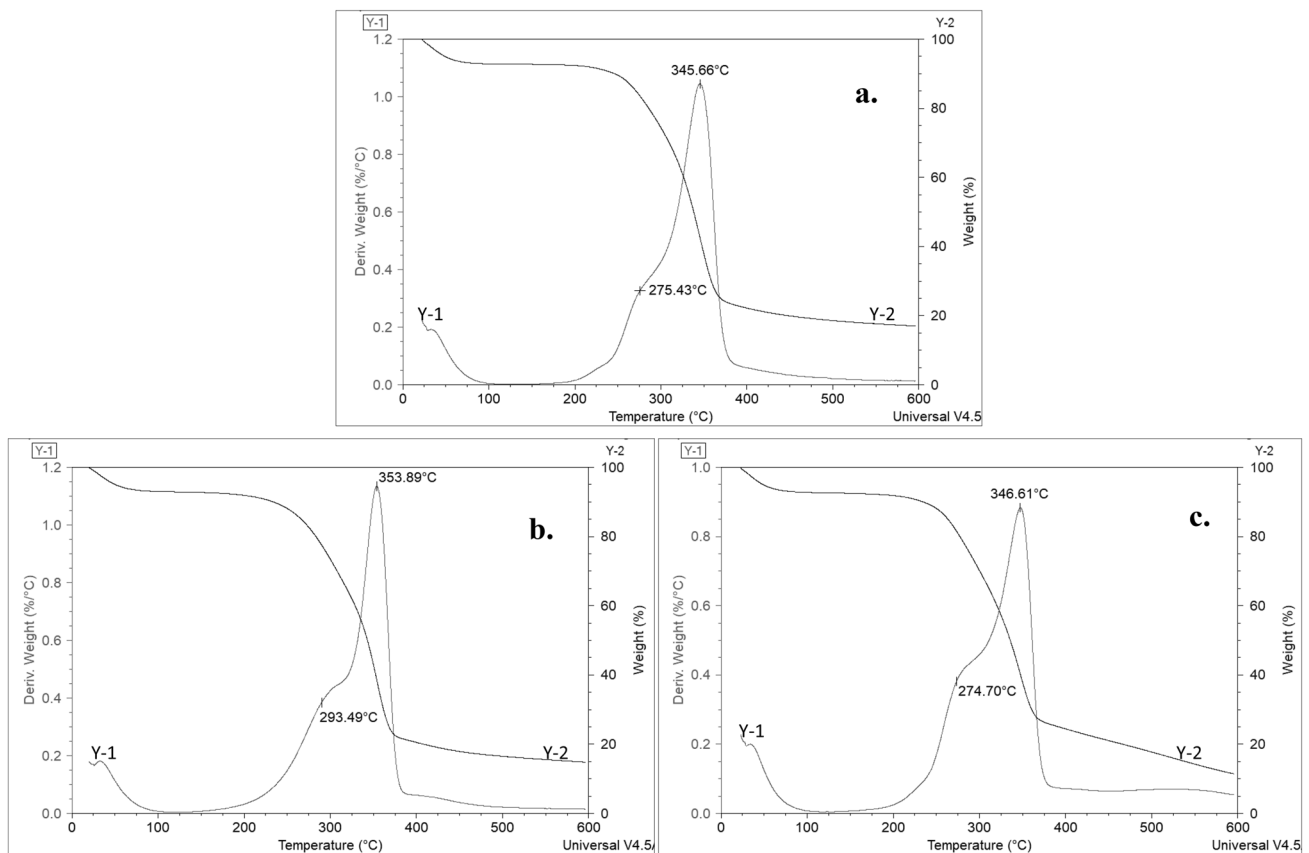 Y-1
Y-2
1.2
1.0
0.8
0.6
0.4
0.2
0.0
Deriv. Weight (%/°C)
345.66°C
275.43°C
a.
Y-1
Y-2
100
80
60
40
20
0
Weight (%)
0 100 200 300 400 500 600
Temperature (°C)
Universal V4.5
Y-1
Y-2
1.2
1.0
0.8
0.6
0.4
0.2
0.0
Deriv. Weight (%/°C)
353.89°C
293.49°C
b.
Y-1
Y-2
100
80
60
40
20
0
Weight (%)
0 100 200 300 400 500 600
Temperature (°C)
Universal V4.5
Y-1
Y-2
1.0
0.8
0.6
0.4
0.2
0.0
Deriv. Weight (%/°C)
346.61°C
274.70°C
c.
Y-1
Y-2
100
80
60
40
20
0
Weight (%)
0 100 200 300 400 500 600
Temperature (°C)
Universal V4.5